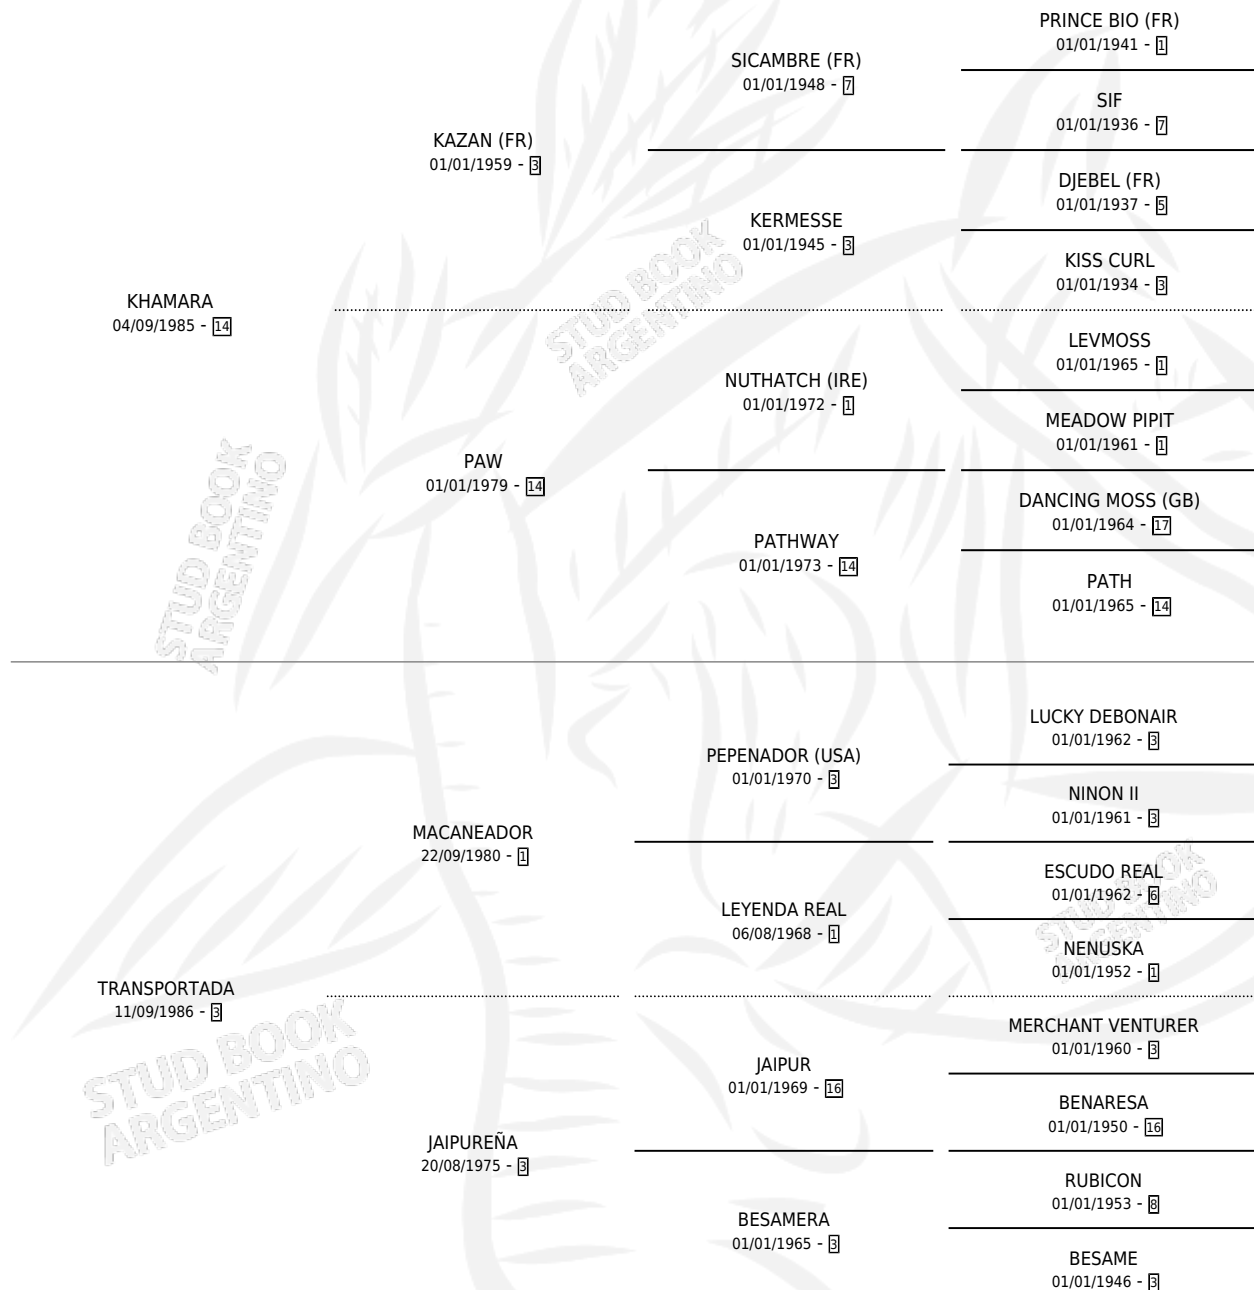 PRINCE BIO (FR)
01/01/1941 - 1
SICAMBRE (FR)
01/01/1948 - 7
SIF
01/01/1936 - 7
KAZAN (FR)
01/01/1959 - 3
DJEBEL (FR)
01/01/1937 - 5
KERMESSE
01/01/1945 - 3
KISS CURL
01/01/1934 - 3
KHAMARA
04/09/1985 - 14
STUD BOOK
ARGENTINO
LEVMOSS
01/01/1965 - 1
NUTHATCH (IRE)
01/01/1972 - 1
MEADOW PIPIT
01/01/1961 - 1
PAW
01/01/1979 - 14
DANCING MOSS (GB)
01/01/1964 - 17
PATHWAY
01/01/1973 - 14
PATH
01/01/1965 - 14
STUD BOOK
ARGENTINO
LUCKY DEBONAIR
01/01/1962 - 3
PEPENADOR (USA)
01/01/1970 - 3
NINON II
01/01/1961 - 3
MACANEADOR
22/09/1980 - 1
ESCUDO REAL
01/01/1962 - 6
LEYENDA REAL
06/08/1968 - 1
NENUSKA
01/01/1952 - 1
STUD BOOK
ARGENTINO
TRANSPORTADA
11/09/1986 - 3
MERCHANT VENTURER
01/01/1960 - 3
JAIPUR
01/01/1969 - 16
BENARESA
01/01/1950 - 16
STUD BOOK
ARGENTINO
JAIPUREÑA
20/08/1975 - 3
RUBICON
01/01/1953 - 8
BESAMERA
01/01/1965 - 3
BESAME
01/01/1946 - 3